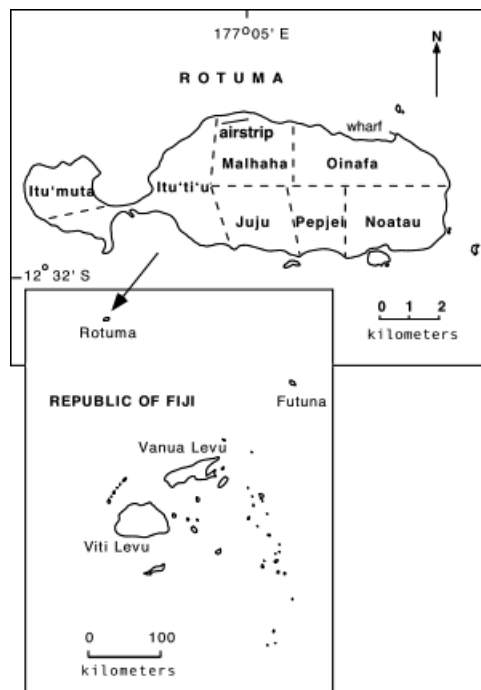 177°05' E
ROTUMA
N
airstrip
wharf
Malhaha
Oinafa
Itu'muta
Itu'ti'u
Juju
Pepjei
Noatau
12° 32' S
0 1 2
kilometers
Rotuma
REPUBLIC OF FIJI
Futuna
Vanua Levu
Viti Levu
0 100
kilometers